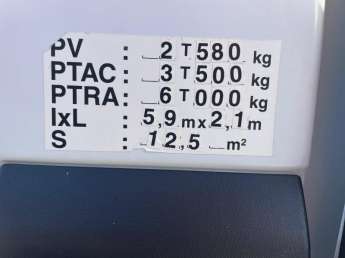 PV : 2 T 580 kg
PTAC : 3 T 500 kg
PTRA : 6 T 000 kg
lxL : 5,9 m x 2,1 m
S : 12,5 m²